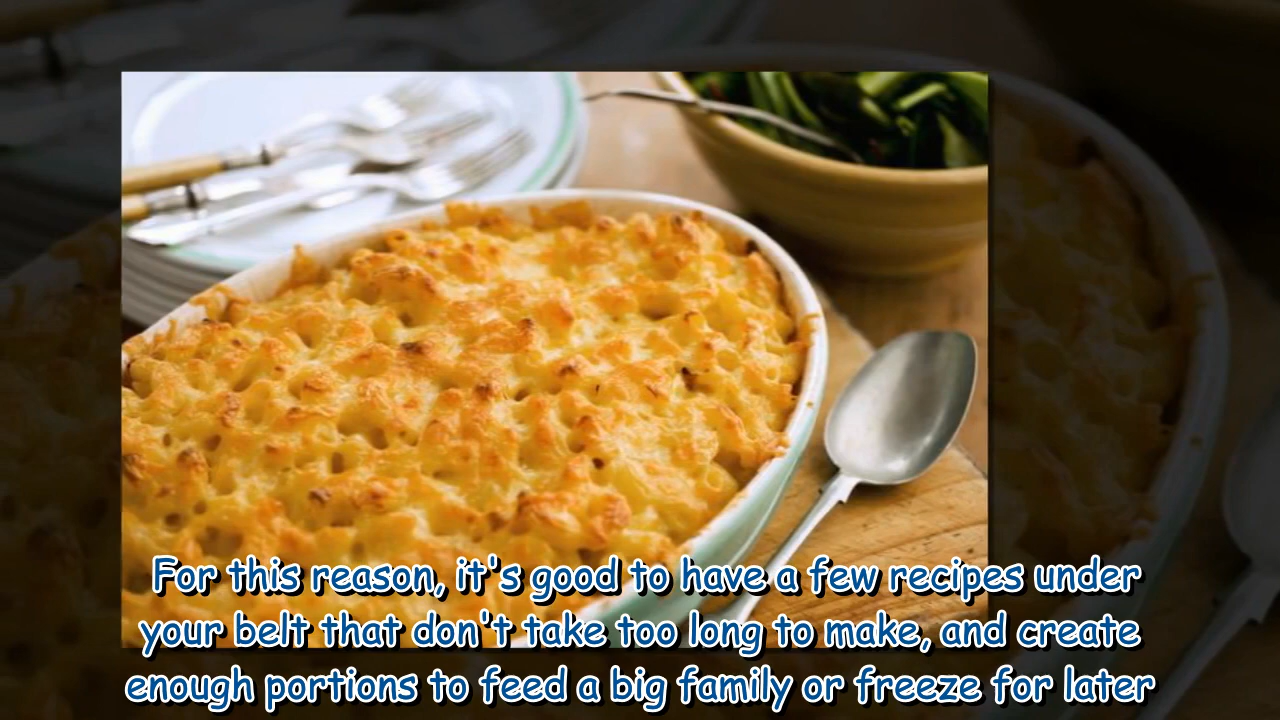 For this reason, it's good to have a few recipes under
your belt that don't take too long to make, and create
enough portions to feed a big family or freeze for later